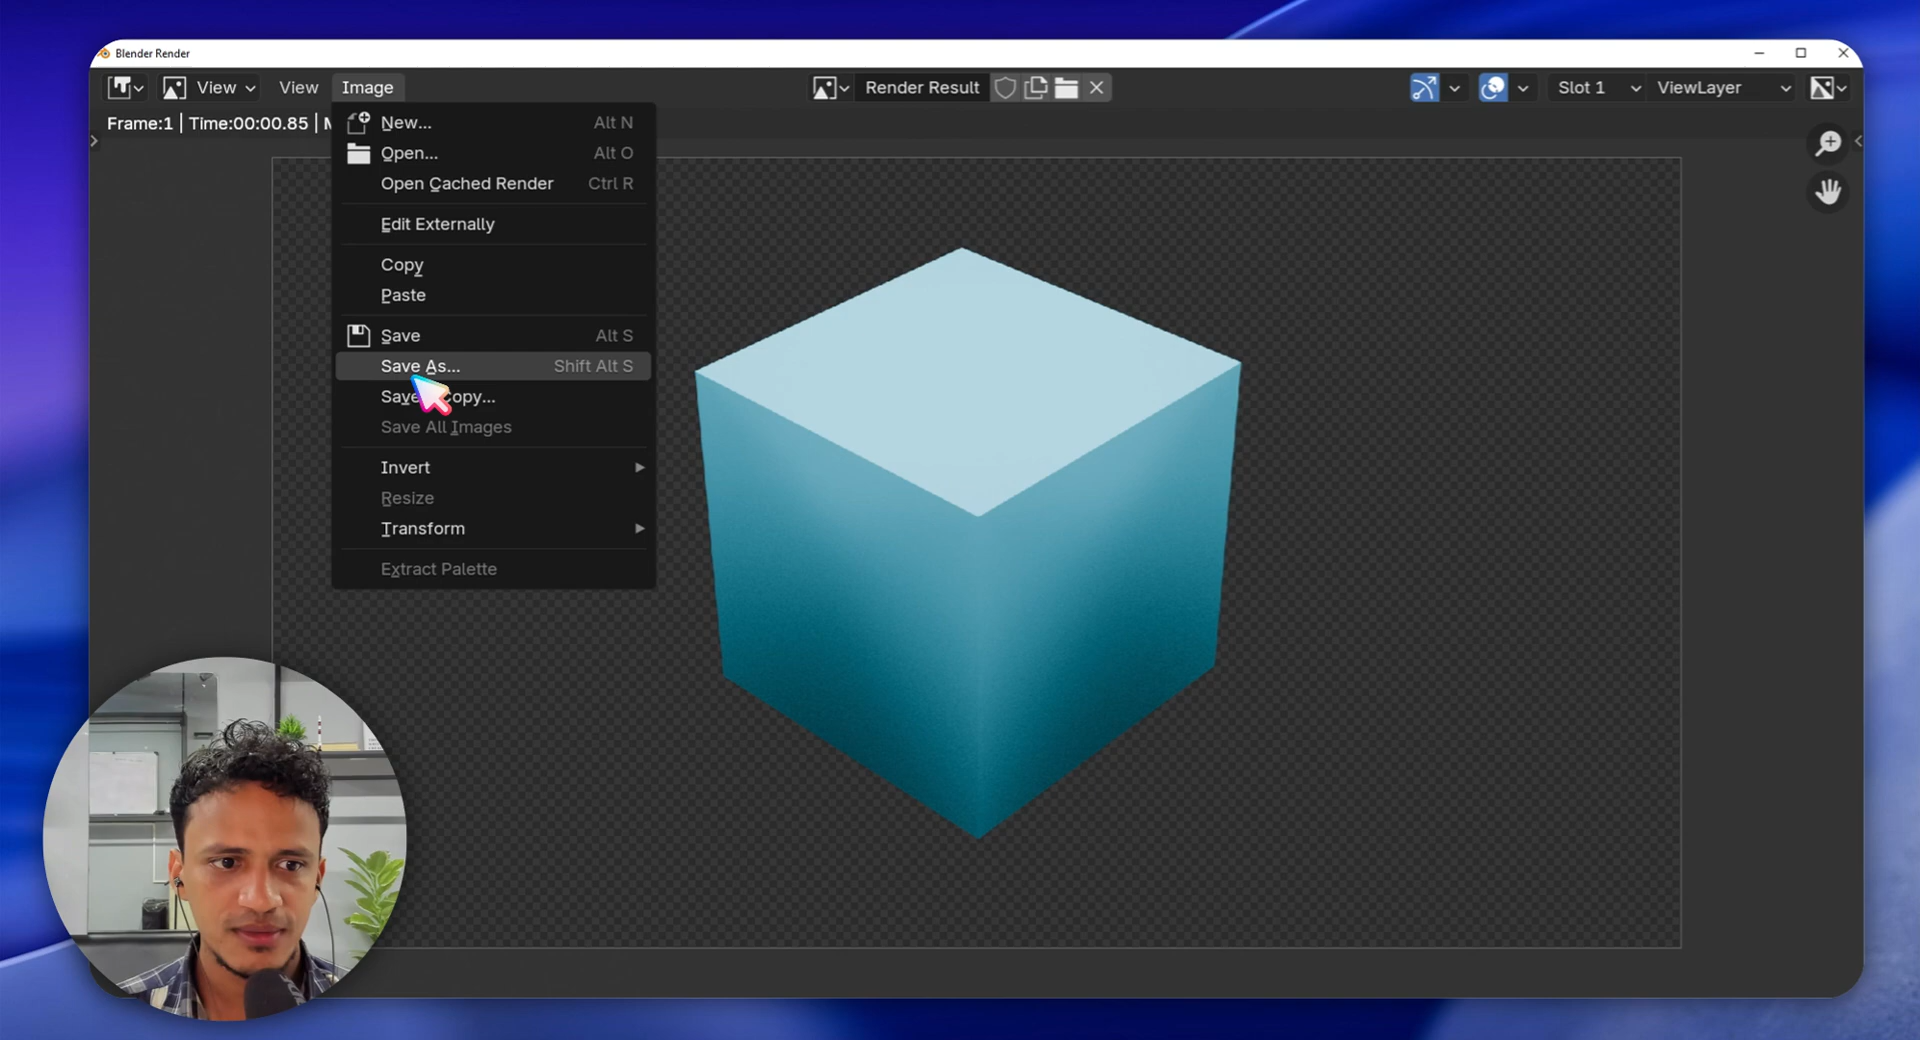 Blender Render
View View Image Render Result Slot 1 ViewLayer
Frame:1 | Time:00:00.85 |
New... Alt N
Open... Alt O
Open Cached Render Ctrl R
Edit Externally
Copy
Paste
Save Alt S
Save As... Shift Alt S
Save Copy...
Save All Images
Invert
Resize
Transform
Extract Palette